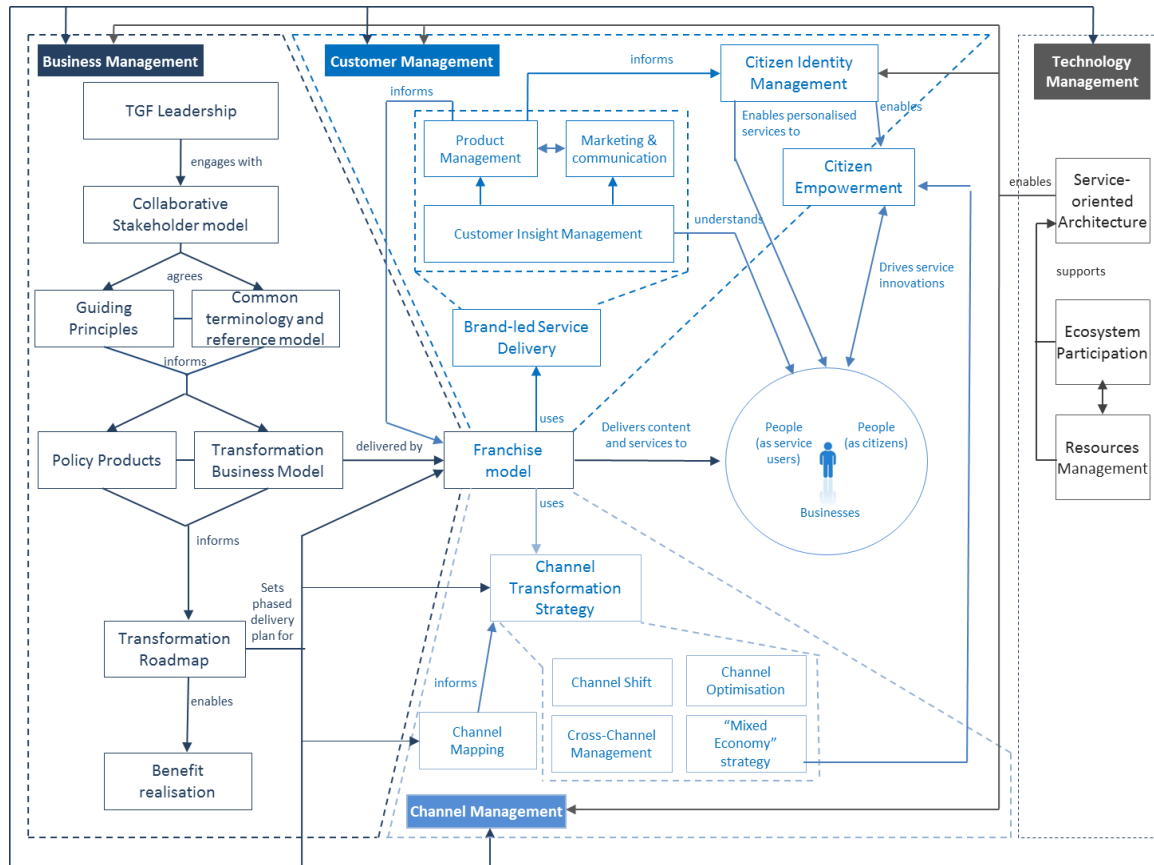 Business Management
Customer Management
Technology
Management
TGF Leadership
engages with
Collaborative
Stakeholder model
agrees
Guiding
Principles
Common
terminology and
reference model
informs
Policy Products
Transformation
Business Model
delivered by
informs
Transformation
Roadmap
Sets
phased
delivery
plan for
enables
Benefit
realisation
informs
informs
Citizen Identity
Management
enables
Enables personalised
services to
Product
Management
Marketing &
communication
Citizen
Empowerment
Customer Insight Management
understands
Drives service
innovations
Brand-led Service
Delivery
uses
Franchise
model
Delivers content
and services to
People
(as service
users)
People
(as citizens)
Businesses
uses
Channel
Transformation
Strategy
informs
Channel
Mapping
Channel Shift
Channel
Optimisation
Cross-Channel
Management
“Mixed
Economy”
strategy
Channel Management
enables
Service-
oriented
Architecture
supports
Ecosystem
Participation
Resources
Management